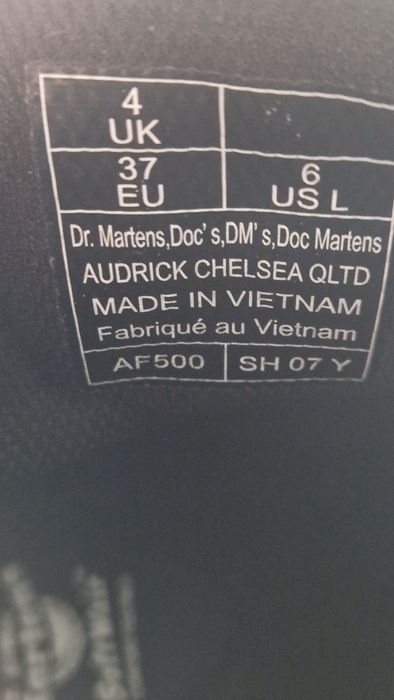 4
UK
37
EU
6
US L
Dr. Martens,Doc's,DM's,Doc Martens
AUDRICK CHELSEA QLTD
MADE IN VIETNAM
Fabriqué au Vietnam
AF500
SH 07 Y